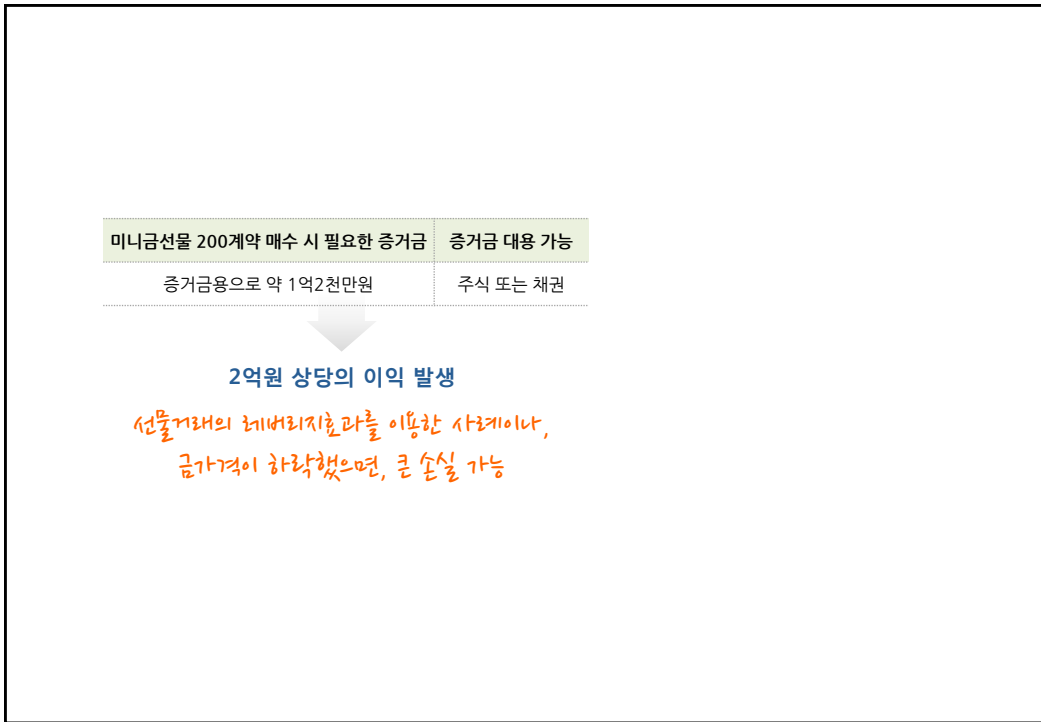 미니금선물 200계약 매수 시 필요한 증거금 증거금 대용 가능
증거금용으로 약 1억2천만원 주식 또는 채권
2억원 상당의 이익 발생
선물거래의 레버리지효과를 이용한 사례이나,
금가격이 하락했으면, 큰 손실 가능